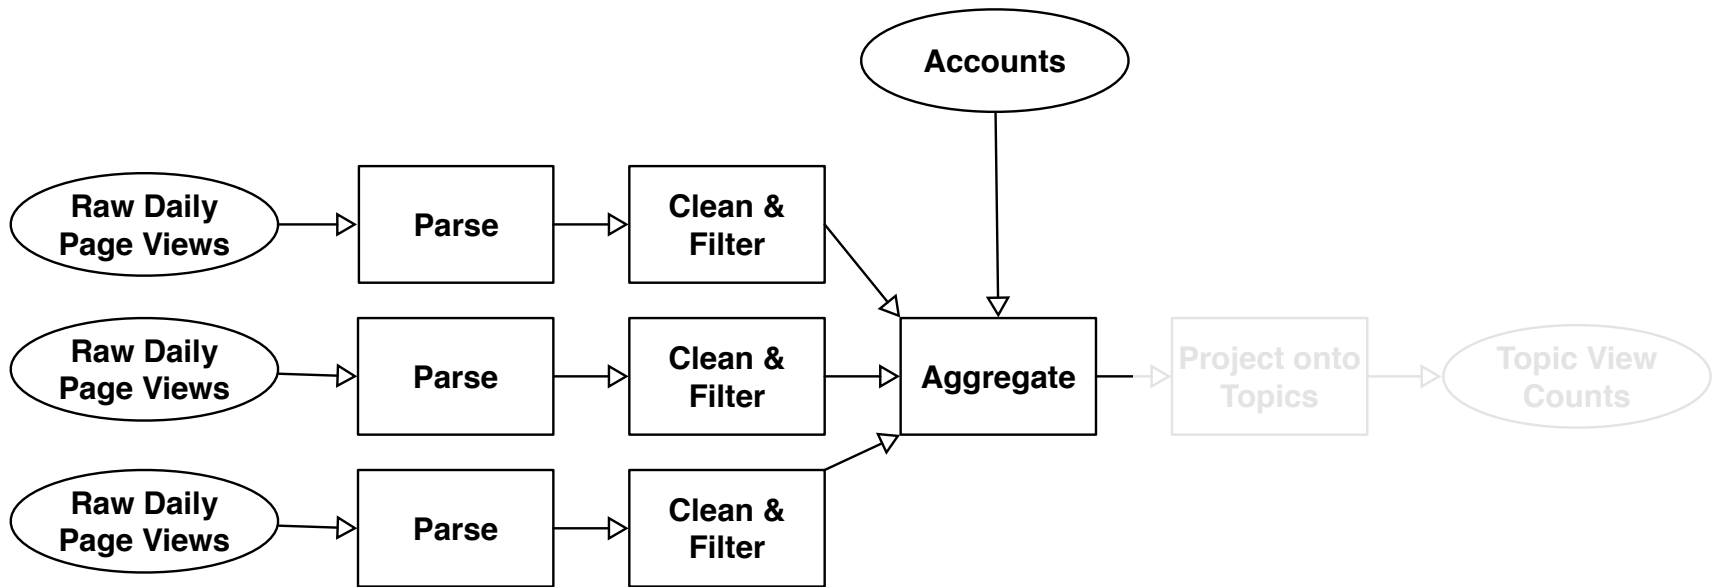 Accounts
Raw Daily
Page Views
Parse
Clean &
Filter
Raw Daily
Page Views
Parse
Clean &
Filter
Aggregate
Project onto
Topics
Topic View
Counts
Raw Daily
Page Views
Parse
Clean &
Filter